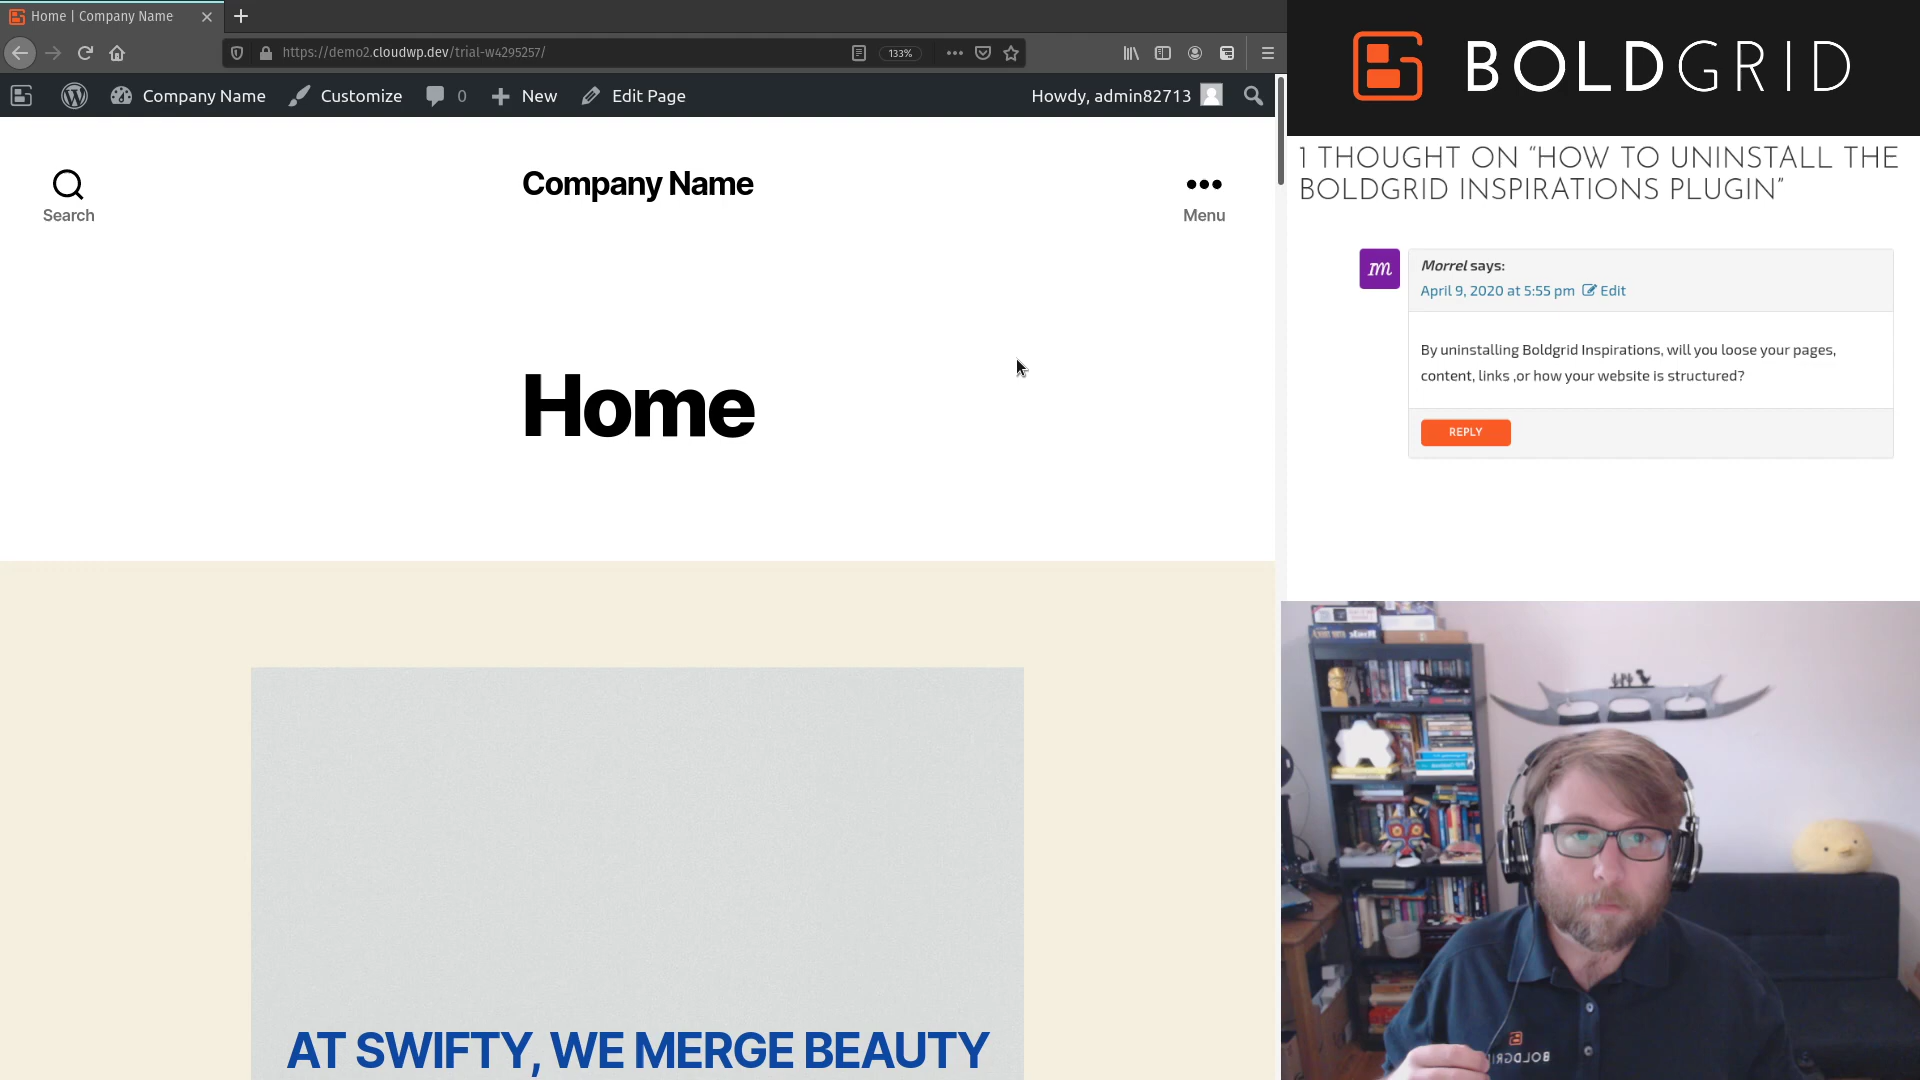 Home | Company Name
https://demo2.cloudwp.dev/trial-w4295257/
133%
Company Name
Customize
0
New
Edit Page
Howdy, admin82713
Search
Company Name
Menu
Home
AT SWIFTY, WE MERGE BEAUTY
BOLDGRID
1 THOUGHT ON “HOW TO UNINSTALL THE
BOLDGRID INSPIRATIONS PLUGIN”
m
Morrel says:
April 9, 2020 at 5:55 pm Edit
By uninstalling Boldgrid Inspirations, will you loose your pages,
content, links ,or how your website is structured?
REPLY
BOLDGRID